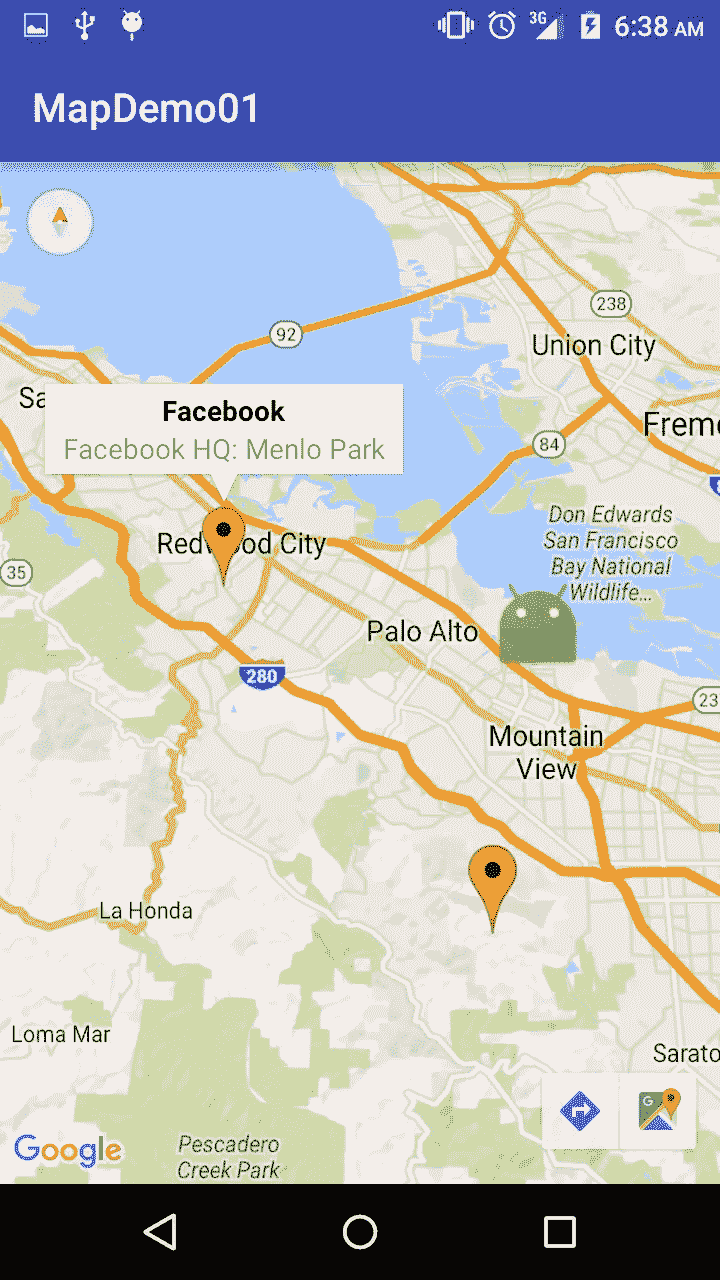 3G 6:38 AM
MapDemo01
238
92
Union City
Sa
Facebook
Facebook HQ: Menlo Park
Frem
84
Don Edwards
San Francisco
Bay National
Wildlife...
Redwood City
35
Palo Alto
280
23
Mountain
View
La Honda
Loma Mar
Sarato
G
Google
Pescadero
Creek Park